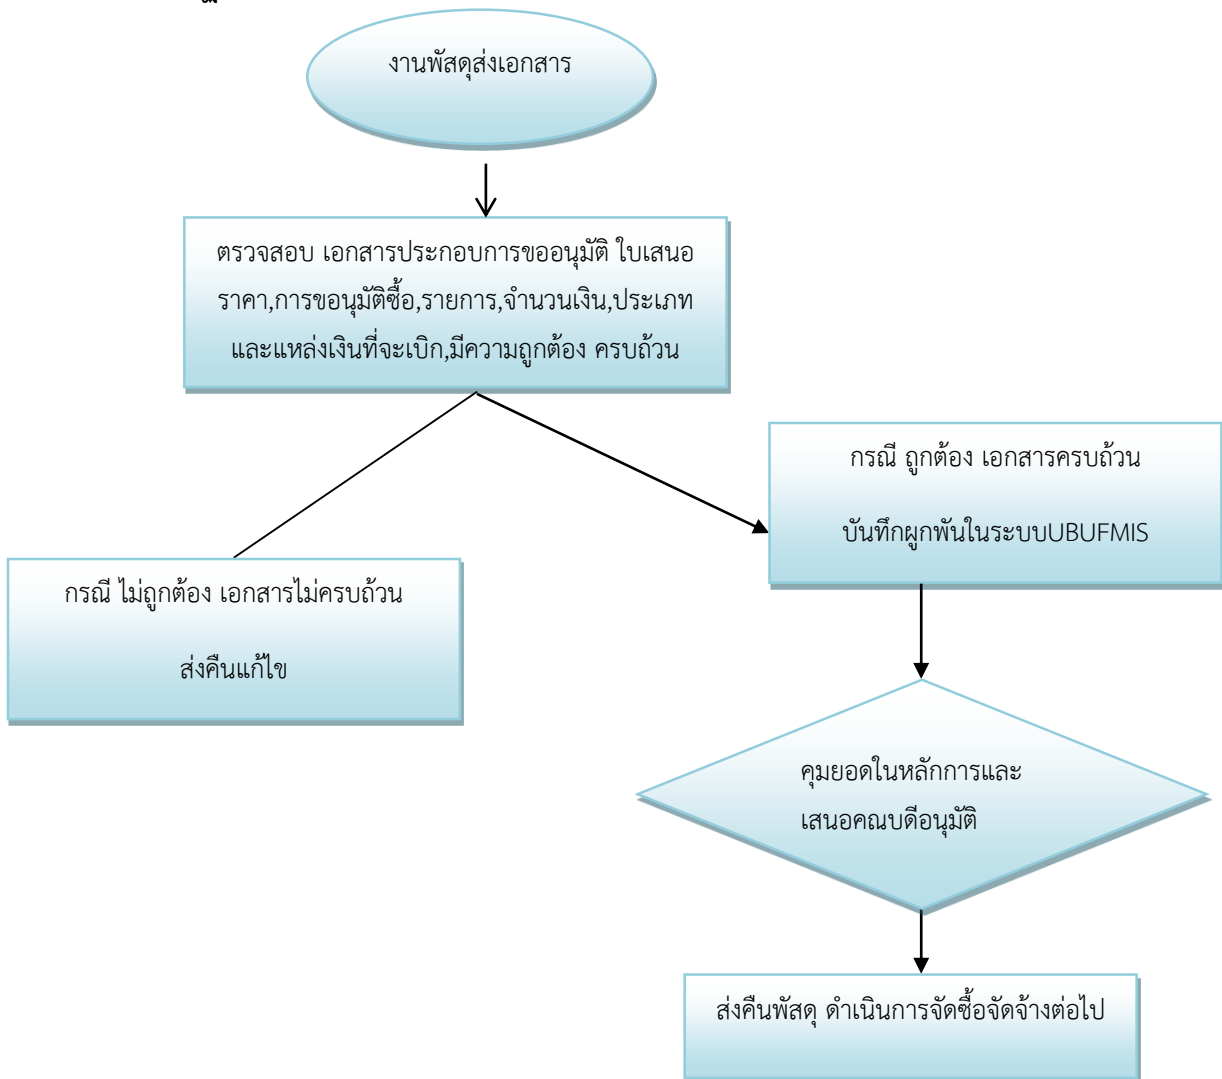 งานพัสดุส่งเอกสาร
ตรวจสอบ เอกสารประกอบการขออนุมัติ ใบเสนอ
ราคา,การขอนุมัติซื้อ,รายการ,จำนวนเงิน,ประเภท
และแหล่งเงินที่จะเบิก,มีความถูกต้อง ครบถ้วน
กรณี ถูกต้อง เอกสารครบถ้วน
บันทึกผูกพันในระบบUBUFMIS
กรณี ไม่ถูกต้อง เอกสารไม่ครบถ้วน
ส่งคืนแก้ไข
คุมยอดในหลักการและ
เสนอคณบดีอนุมัติ
ส่งคืนพัสดุ ดำเนินการจัดซื้อจัดจ้างต่อไป